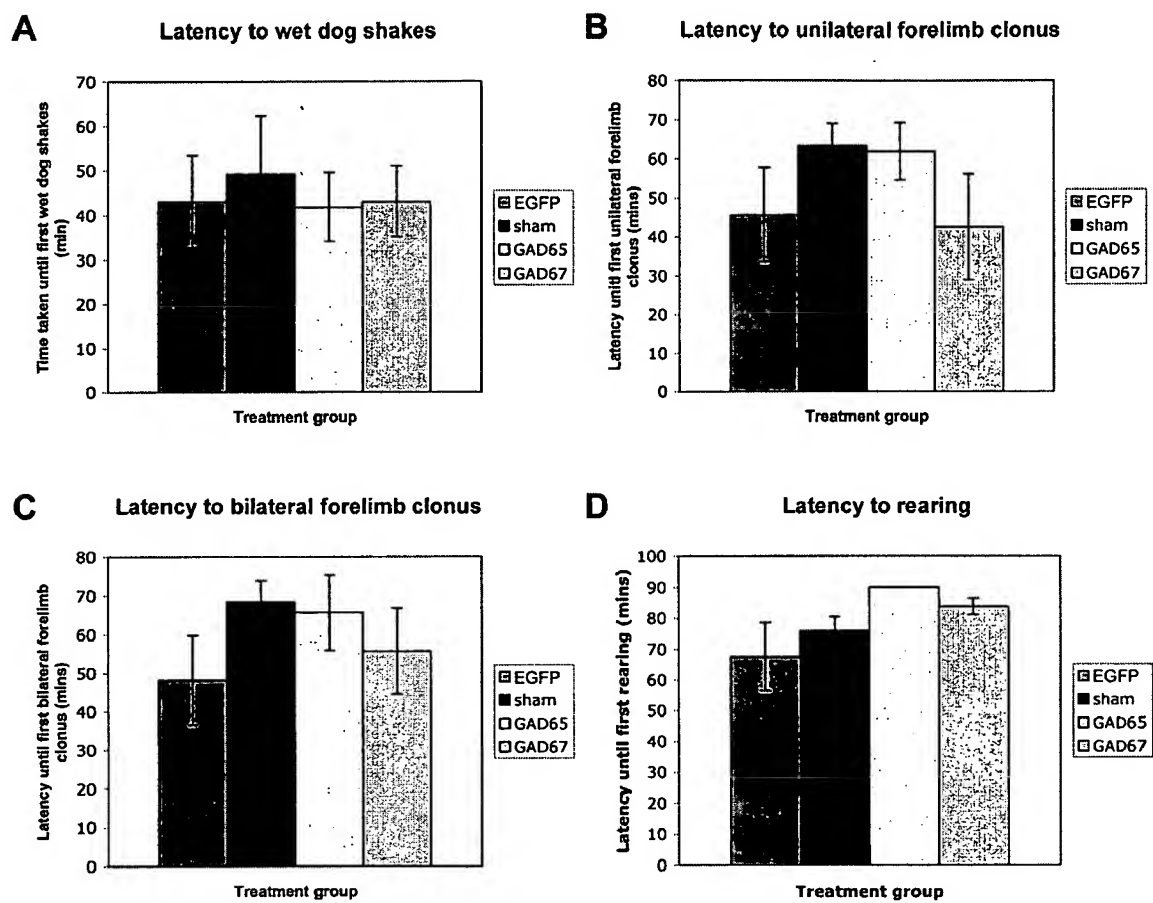 A
Latency to wet dog shakes
Time taken until first wet dog shakes
(min)
70
60
50
40
30
20
10
0
Treatment group
EGFP
sham
GAD65
GAD67
B
Latency to unilateral forelimb clonus
Latency unitl first unilateral forelimb
clonus (mins)
80
70
60
50
40
30
20
10
0
Treatment group
EGFP
sham
GAD65
GAD67
C
Latency to bilateral forelimb clonus
Latency until first bilateral forelimb
clonus (mins)
80
70
60
50
40
30
20
10
0
Treatment group
EGFP
sham
GAD65
GAD67
D
Latency to rearing
Latency until first rearing (mins)
100
90
80
70
60
50
40
30
20
10
0
Treatment group
EGFP
sham
GAD65
GAD67